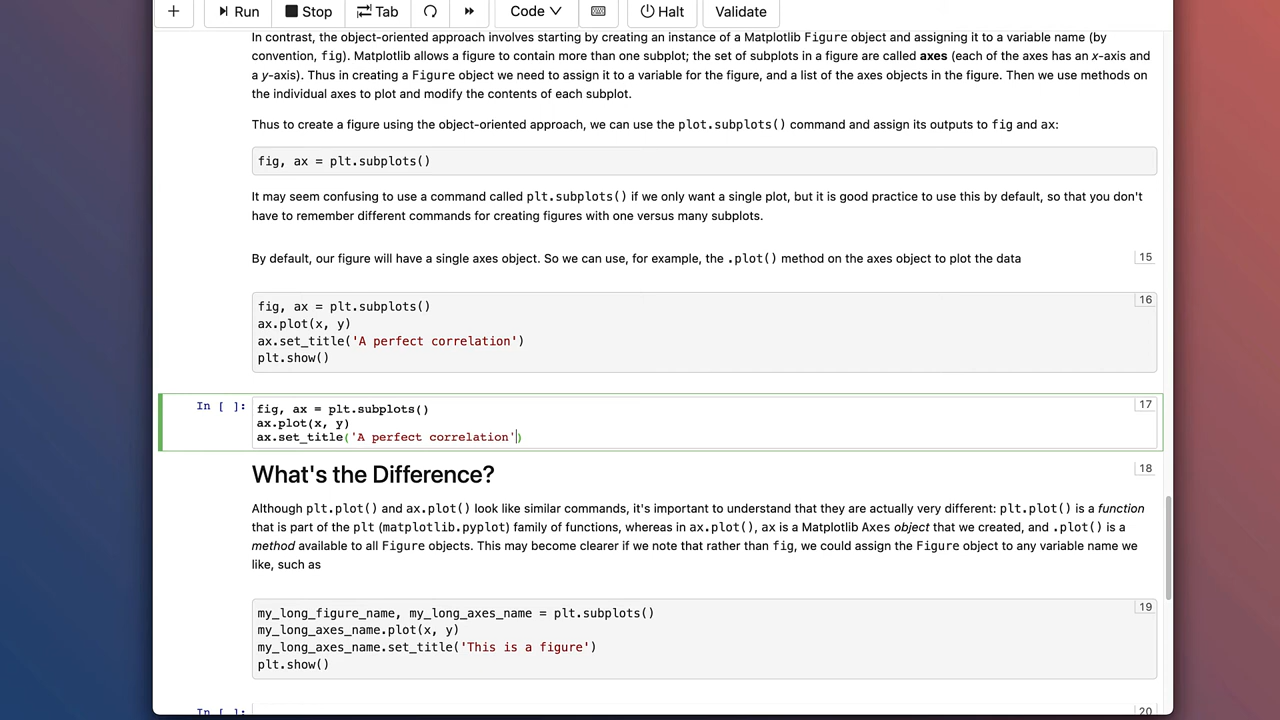 + Run Stop Tab Code Halt Validate
In contrast, the object-oriented approach involves starting by creating an instance of a Matplotlib Figure object and assigning it to a variable name (by
convention, fig). Matplotlib allows a figure to contain more than one subplot; the set of subplots in a figure are called axes (each of the axes has an x-axis and
a y-axis). Thus in creating a Figure object we need to assign it to a variable for the figure, and a list of the axes objects in the figure. Then we use methods on
the individual axes to plot and modify the contents of each subplot.
Thus to create a figure using the object-oriented approach, we can use the plot.subplots() command and assign its outputs to fig and ax:
fig, ax = plt.subplots()
It may seem confusing to use a command called plt.subplots() if we only want a single plot, but it is good practice to use this by default, so that you don't
have to remember different commands for creating figures with one versus many subplots.
By default, our figure will have a single axes object. So we can use, for example, the .plot() method on the axes object to plot the data 15
16
fig, ax = plt.subplots()
ax.plot(x, y)
ax.set_title('A perfect correlation')
plt.show()
In [ ]: 17
fig, ax = plt.subplots()
ax.plot(x, y)
ax.set_title('A perfect correlation')
What's the Difference? 18
Although plt.plot() and ax.plot() look like similar commands, it's important to understand that they are actually very different: plt.plot() is a function
that is part of the plt (matplotlib.pyplot) family of functions, whereas in ax.plot(), ax is a Matplotlib Axes object that we created, and .plot() is a
method available to all Figure objects. This may become clearer if we note that rather than fig, we could assign the Figure object to any variable name we
like, such as
19
my_long_figure_name, my_long_axes_name = plt.subplots()
my_long_axes_name.plot(x, y)
my_long_axes_name.set_title('This is a figure')
plt.show()
In [ ]: 20